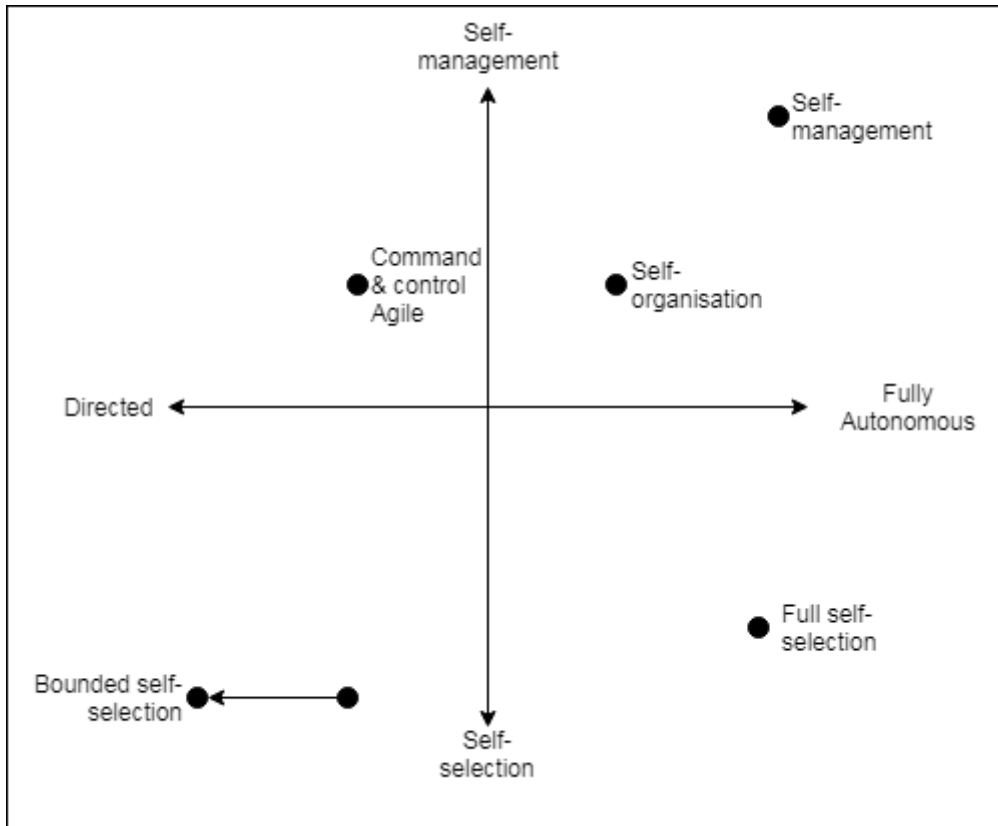 Self-
management
Self-
management
Command
& control
Agile
Self-
organisation
Directed
Fully
Autonomous
Full self-
selection
Bounded self-
selection
Self-
selection